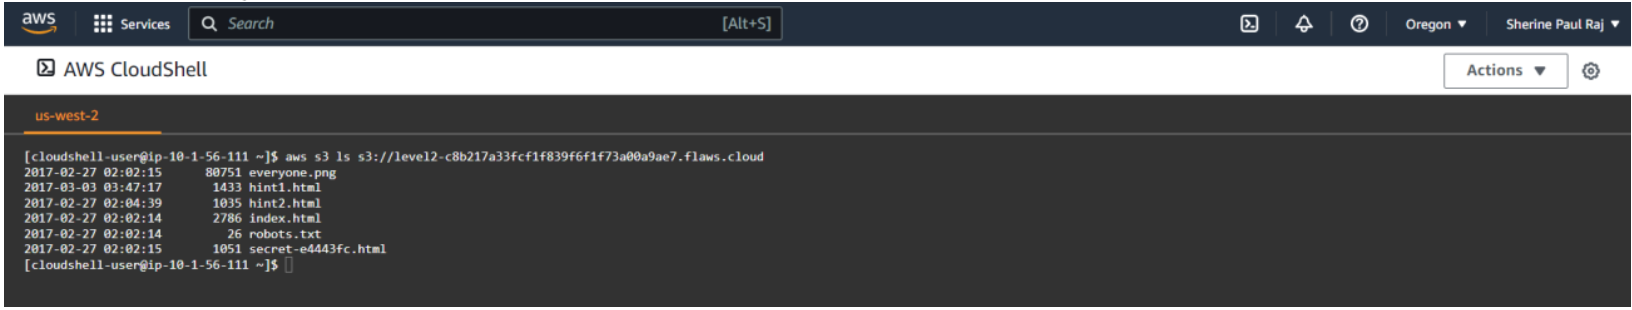 aws Services Search [Alt+S] Oregon ▼ Sherine Paul Raj ▼
AWS CloudShell Actions ▼
us-west-2
[cloudshell-user@ip-10-1-56-111 ~]$ aws s3 ls s3://level2-c8b217a33fcf1f839f6f1f73a00a9ae7.flaws.cloud
2017-02-27 02:02:15      80751 everyone.png
2017-03-03 03:47:17       1433 hint1.html
2017-02-27 02:04:39       1035 hint2.html
2017-02-27 02:02:14       2786 index.html
2017-02-27 02:02:14         26 robots.txt
2017-02-27 02:02:15       1051 secret-e4443fc.html
[cloudshell-user@ip-10-1-56-111 ~]$